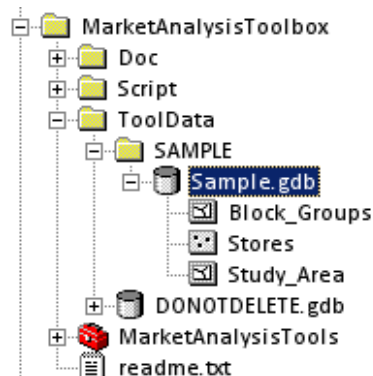 MarketAnalysisToolbox
Doc
Script
ToolData
SAMPLE
Sample.gdb
Block_Groups
Stores
Study_Area
DONOTDELETE.gdb
MarketAnalysisTools
readme.txt